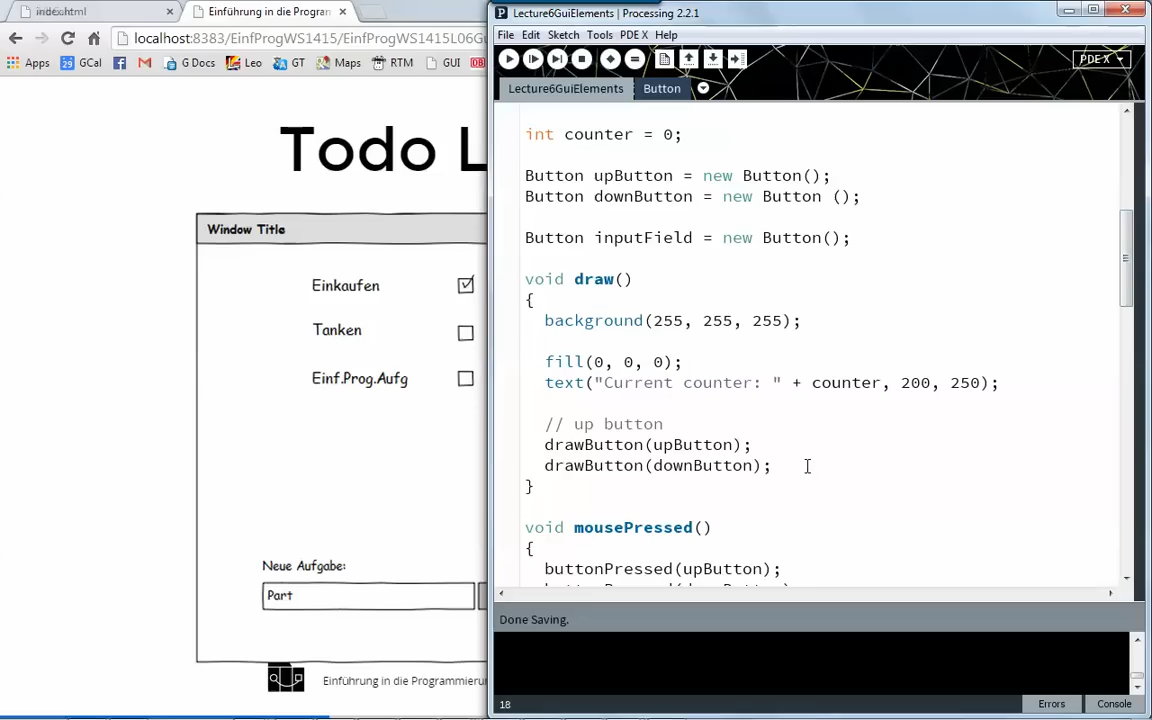 index.html
Einführung in die Program
localhost:8383/EinfProgWS1415/EinfProgWS1415L06Gu
Apps
GCal
G Docs
Leo
GT
Maps
RTM
GUI
Todo L
Window Title
Einkaufen
Tanken
Einf.Prog.Aufg
Neue Aufgabe:
Part
Einführung in die Programmierun
Lecture6GuiElements | Processing 2.2.1
File Edit Sketch Tools PDE X Help
PDE X
Lecture6GuiElements
Button
int counter = 0;
Button upButton = new Button();
Button downButton = new Button ();
Button inputField = new Button();
void draw()
{
background(255, 255, 255);
fill(0, 0, 0);
text("Current counter: " + counter, 200, 250);
// up button
drawButton(upButton);
drawButton(downButton);
}
void mousePressed()
{
buttonPressed(upButton);
Done Saving.
18
Errors
Console